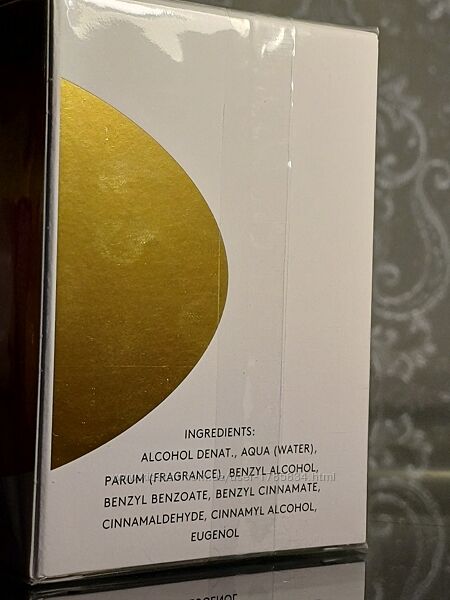 INGREDIENTS:
ALCOHOL DENAT., AQUA (WATER),
PARUM (FRAGRANCE), BENZYL ALCOHOL,
BENZYL BENZOATE, BENZYL CINNAMATE,
CINNAMALDEHYDE, CINNAMYL ALCOHOL,
EUGENOL